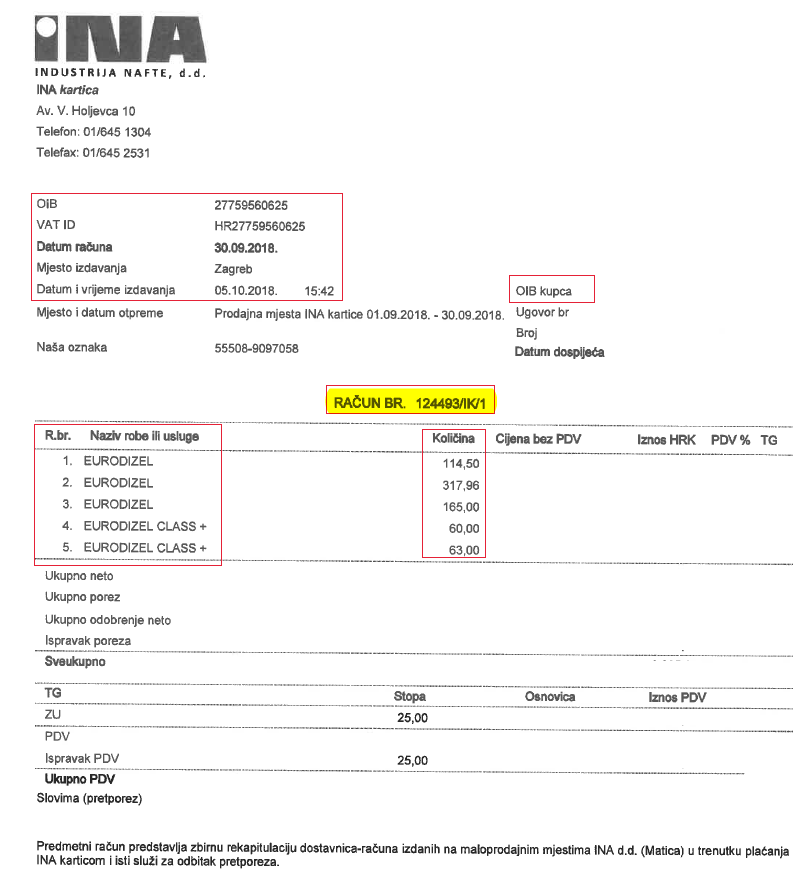 INA
INDUSTRIJA NAFTE, d.d.
INA kartica
Av. V. Holjevca 10
Telefon: 01/645 1304
Telefax: 01/645 2531
OIB 27759560625
VAT ID HR27759560625
Datum računa 30.09.2018.
Mjesto izdavanja Zagreb
Datum i vrijeme izdavanja 05.10.2018. 15:42
OIB kupca
Mjesto i datum otpreme Prodajna mjesta INA kartice 01.09.2018. - 30.09.2018.
Ugovor br
Broj
Naša oznaka 55508-9097058
Datum dospijeća
RAČUN BR. 124493/IK/1
R.br. Naziv robe ili usluge Količina Cijena bez PDV Iznos HRK PDV % TG
1. EURODIZEL 114,50
2. EURODIZEL 317,96
3. EURODIZEL 165,00
4. EURODIZEL CLASS + 60,00
5. EURODIZEL CLASS + 63,00
Ukupno neto
Ukupno porez
Ukupno odobrenje neto
Ispravak poreza
Sveukupno
TG Stopa Osnovica Iznos PDV
ZU 25,00
PDV
Ispravak PDV 25,00
Ukupno PDV
Slovima (pretporez)
Predmetni račun predstavlja zbirnu rekapitulaciju dostavnica-računa izdanih na maloprodajnim mjestima INA d.d. (Matica) u trenutku plaćanja
INA karticom i isti služi za odbitak pretporeza.